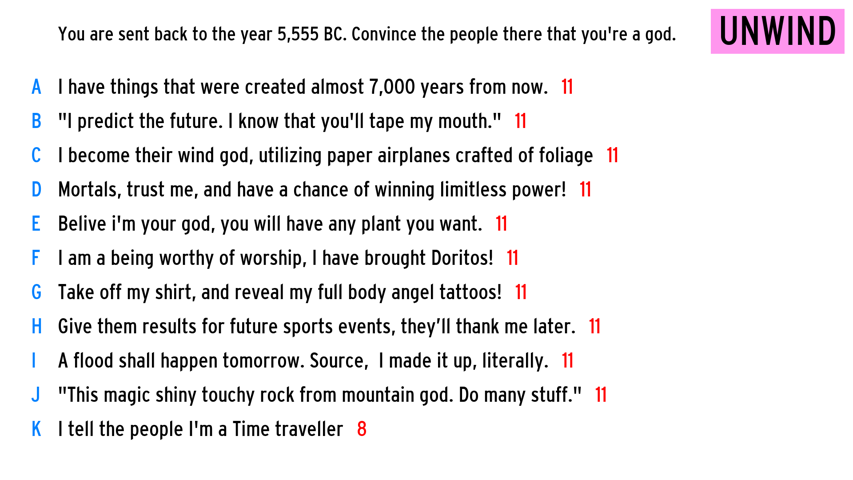 You are sent back to the year 5,555 BC. Convince the people there that you're a god.
UNWIND
A I have things that were created almost 7,000 years from now. 11
B "I predict the future. I know that you'll tape my mouth." 11
C I become their wind god, utilizing paper airplanes crafted of foliage 11
D Mortals, trust me, and have a chance of winning limitless power! 11
E Belive i'm your god, you will have any plant you want. 11
F I am a being worthy of worship, I have brought Doritos! 11
G Take off my shirt, and reveal my full body angel tattoos! 11
H Give them results for future sports events, they’ll thank me later. 11
I A flood shall happen tomorrow. Source,  I made it up, literally. 11
J "This magic shiny touchy rock from mountain god. Do many stuff." 11
K I tell the people I'm a Time traveller 8